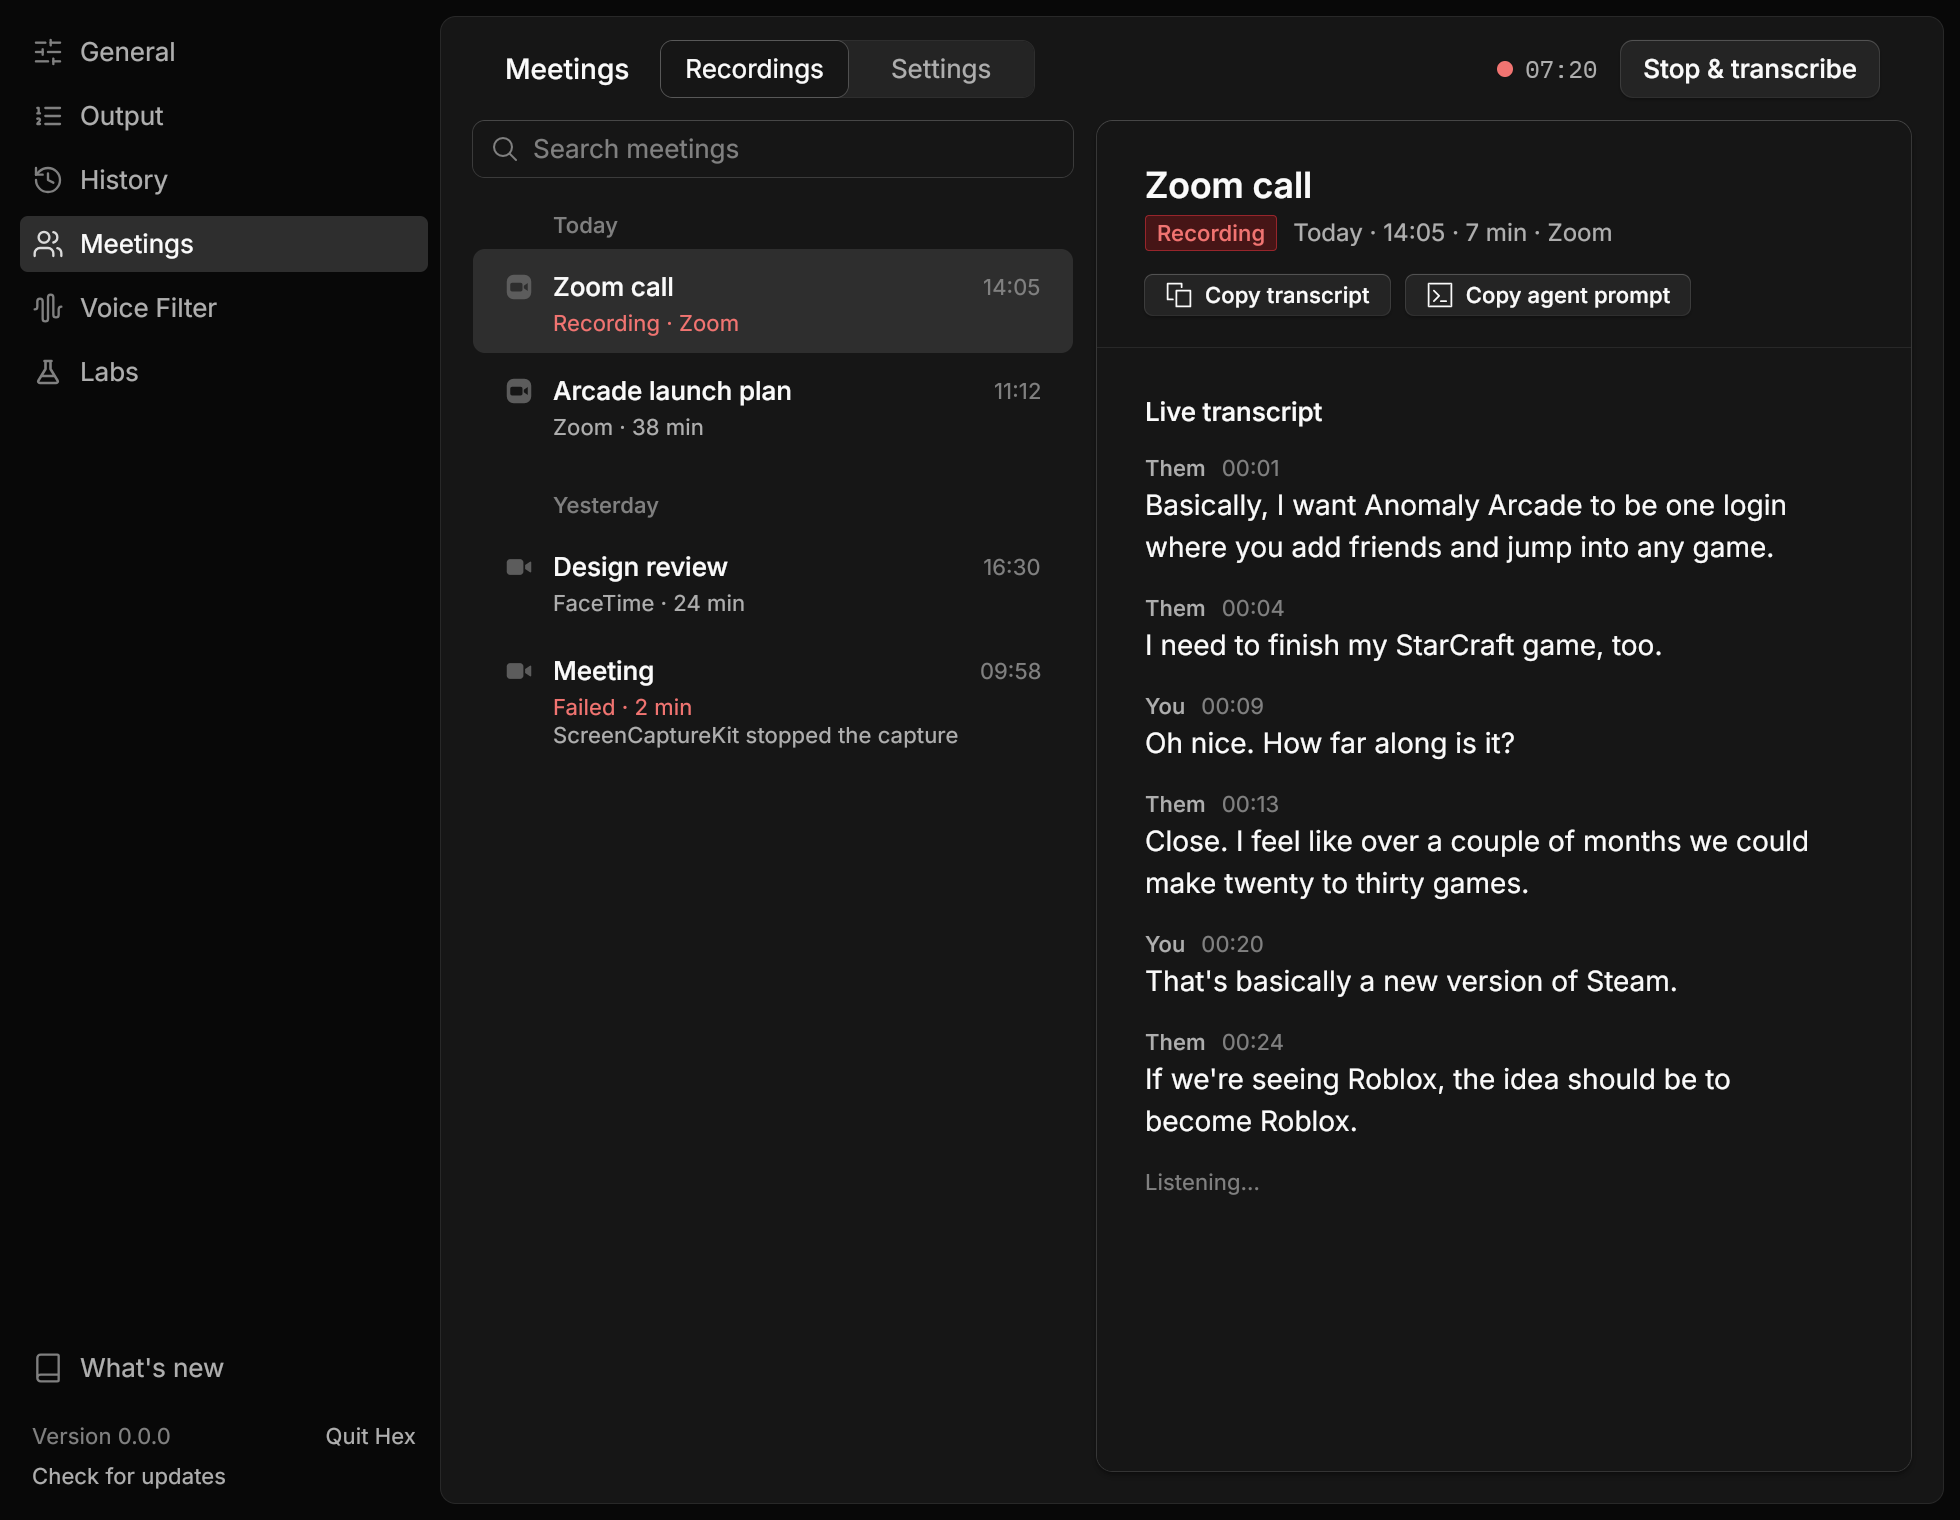 General
Output
History
Meetings
Voice Filter
Labs
What's new
Version 0.0.0
Quit Hex
Check for updates
Meetings
Recordings
Settings
07:20
Stop & transcribe
Search meetings
Today
Zoom call
14:05
Recording · Zoom
Arcade launch plan
11:12
Zoom · 38 min
Yesterday
Design review
16:30
FaceTime · 24 min
Meeting
09:58
Failed · 2 min
ScreenCaptureKit stopped the capture
Zoom call
Recording
Today · 14:05 · 7 min · Zoom
Copy transcript
Copy agent prompt
Live transcript
Them 00:01
Basically, I want Anomaly Arcade to be one login
where you add friends and jump into any game.
Them 00:04
I need to finish my StarCraft game, too.
You 00:09
Oh nice. How far along is it?
Them 00:13
Close. I feel like over a couple of months we could
make twenty to thirty games.
You 00:20
That's basically a new version of Steam.
Them 00:24
If we're seeing Roblox, the idea should be to
become Roblox.
Listening...